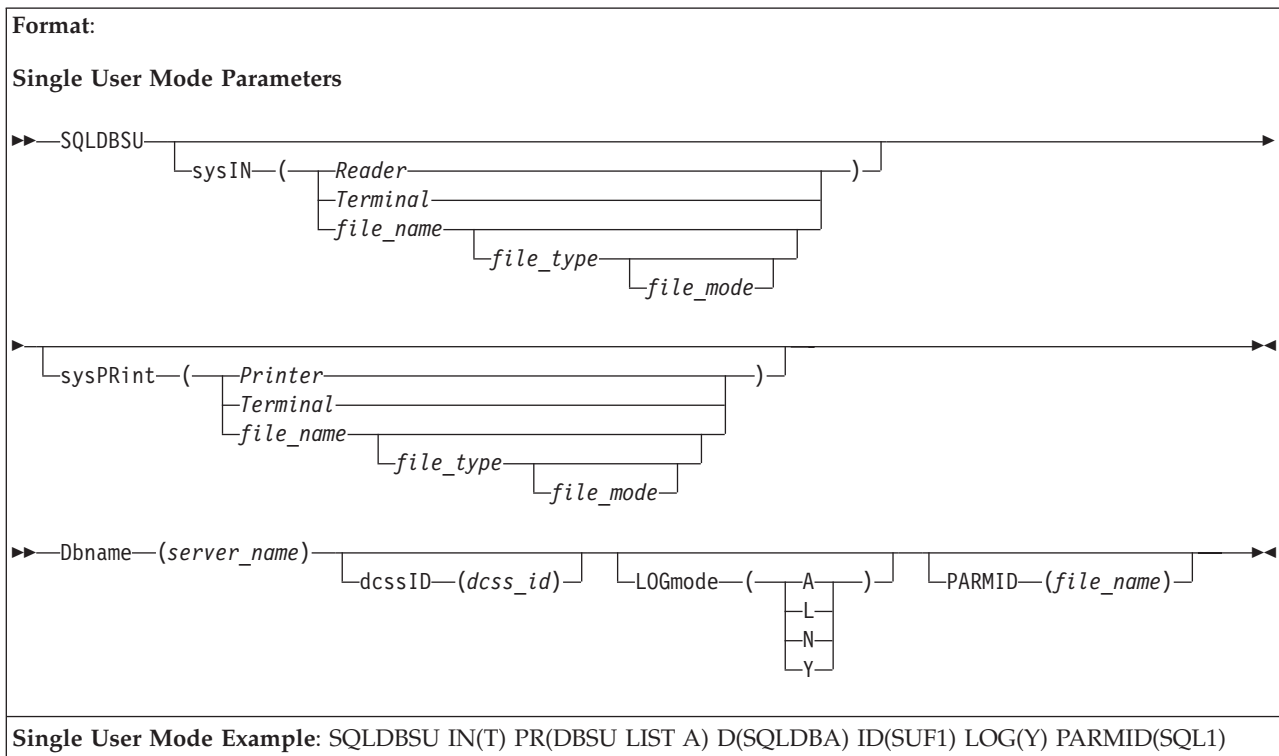 Format:
Single User Mode Parameters
SQLDBSU
sysIN ( Reader )
Terminal
file_name
file_type
file_mode
sysPRint ( Printer )
Terminal
file_name
file_type
file_mode
Dbname (server_name)
dcssID (dcss_id) LOGmode ( A ) PARMID (file_name)
L
N
Y
Single User Mode Example: SQLDBSU IN(T) PR(DBSU LIST A) D(SQLDBA) ID(SUF1) LOG(Y) PARMID(SQL1)